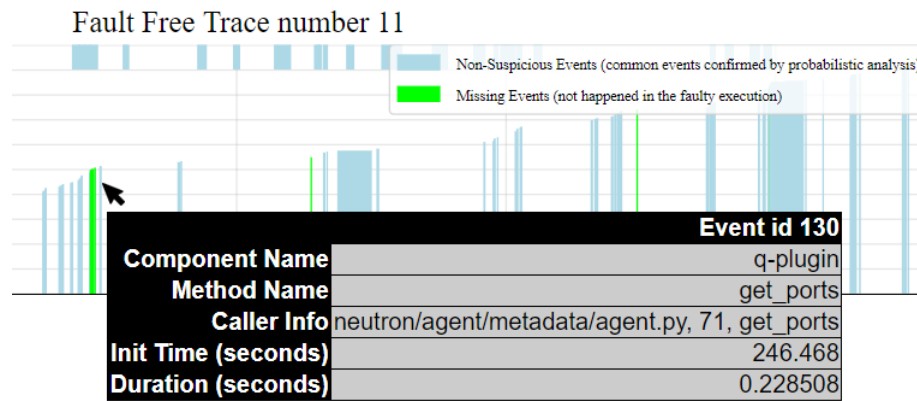 Fault Free Trace number 11
Non-Suspicious Events (common events confirmed by probabilistic analysis)
Missing Events (not happened in the faulty execution)
Event id 130
Component Name q-plugin
Method Name get_ports
Caller Info neutron/agent/metadata/agent.py, 71, get_ports
Init Time (seconds) 246.468
Duration (seconds) 0.228508